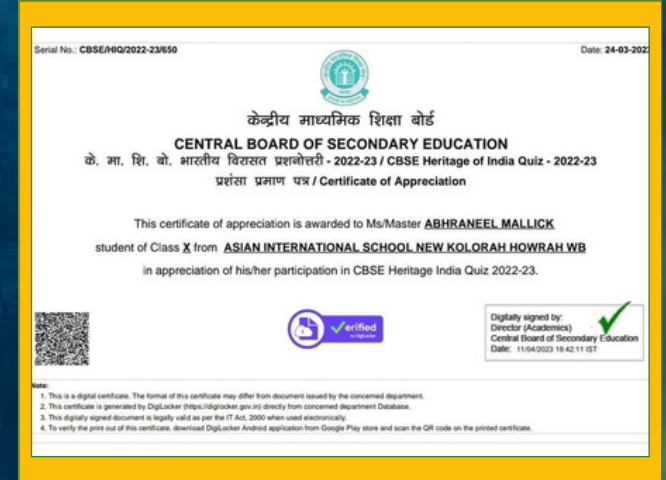 Serial No.: CBSE/HIQ/2022-23/650
Date: 24-03-202
केन्द्रीय माध्यमिक शिक्षा बोर्ड
CENTRAL BOARD OF SECONDARY EDUCATION
के. मा. शि. बो. भारतीय विरासत प्रशनोत्तरी - 2022-23 / CBSE Heritage of India Quiz - 2022-23
प्रशंसा प्रमाण पत्र / Certificate of Appreciation
This certificate of appreciation is awarded to Ms/Master ABHRANEEL MALLICK
student of Class X from ASIAN INTERNATIONAL SCHOOL NEW KOLORAH HOWRAH WB
in appreciation of his/her participation in CBSE Heritage India Quiz 2022-23.
Verified
by DigiLocker
Digitally signed by:
Director (Academics)
Central Board of Secondary Education
Date: 11/04/2023 19:42:11 IST
Note:
1. This is a digital certificate. The format of this certificate may differ from document issued by the concerned department.
2. This certificate is generated by DigiLocker (https://digilocker.gov.in) directly from concerned department Database.
3. This digitally signed document is legally valid as per the IT Act, 2000 when used electronically.
4. To verify the print out of this certificate, download DigiLocker Android application from Google Play store and scan the QR code on the printed certificate.